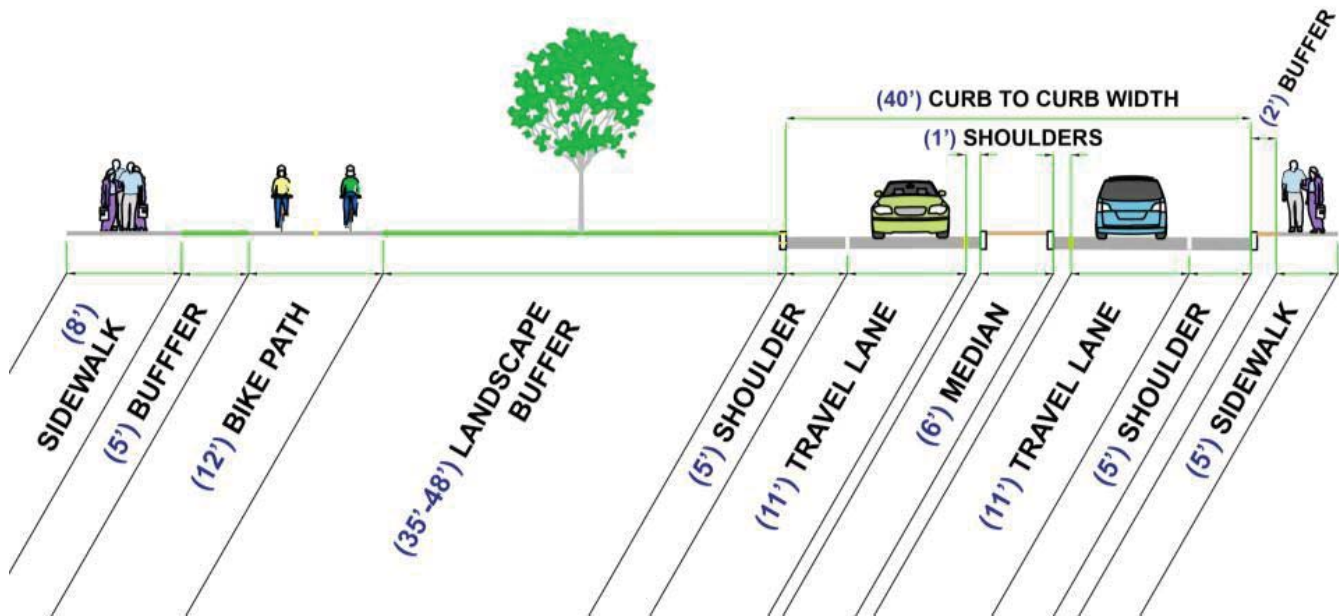 (2’) BUFFER
(40’) CURB TO CURB WIDTH
(1’) SHOULDERS
(8’)
SIDEWALK
(5’) BUFFFER
(12’) BIKE PATH
(35’-48’) LANDSCAPE
BUFFER
(5’) SHOULDER
(11’) TRAVEL LANE
(6’) MEDIAN
(11’) TRAVEL LANE
(5’) SHOULDER
(5’) SIDEWALK